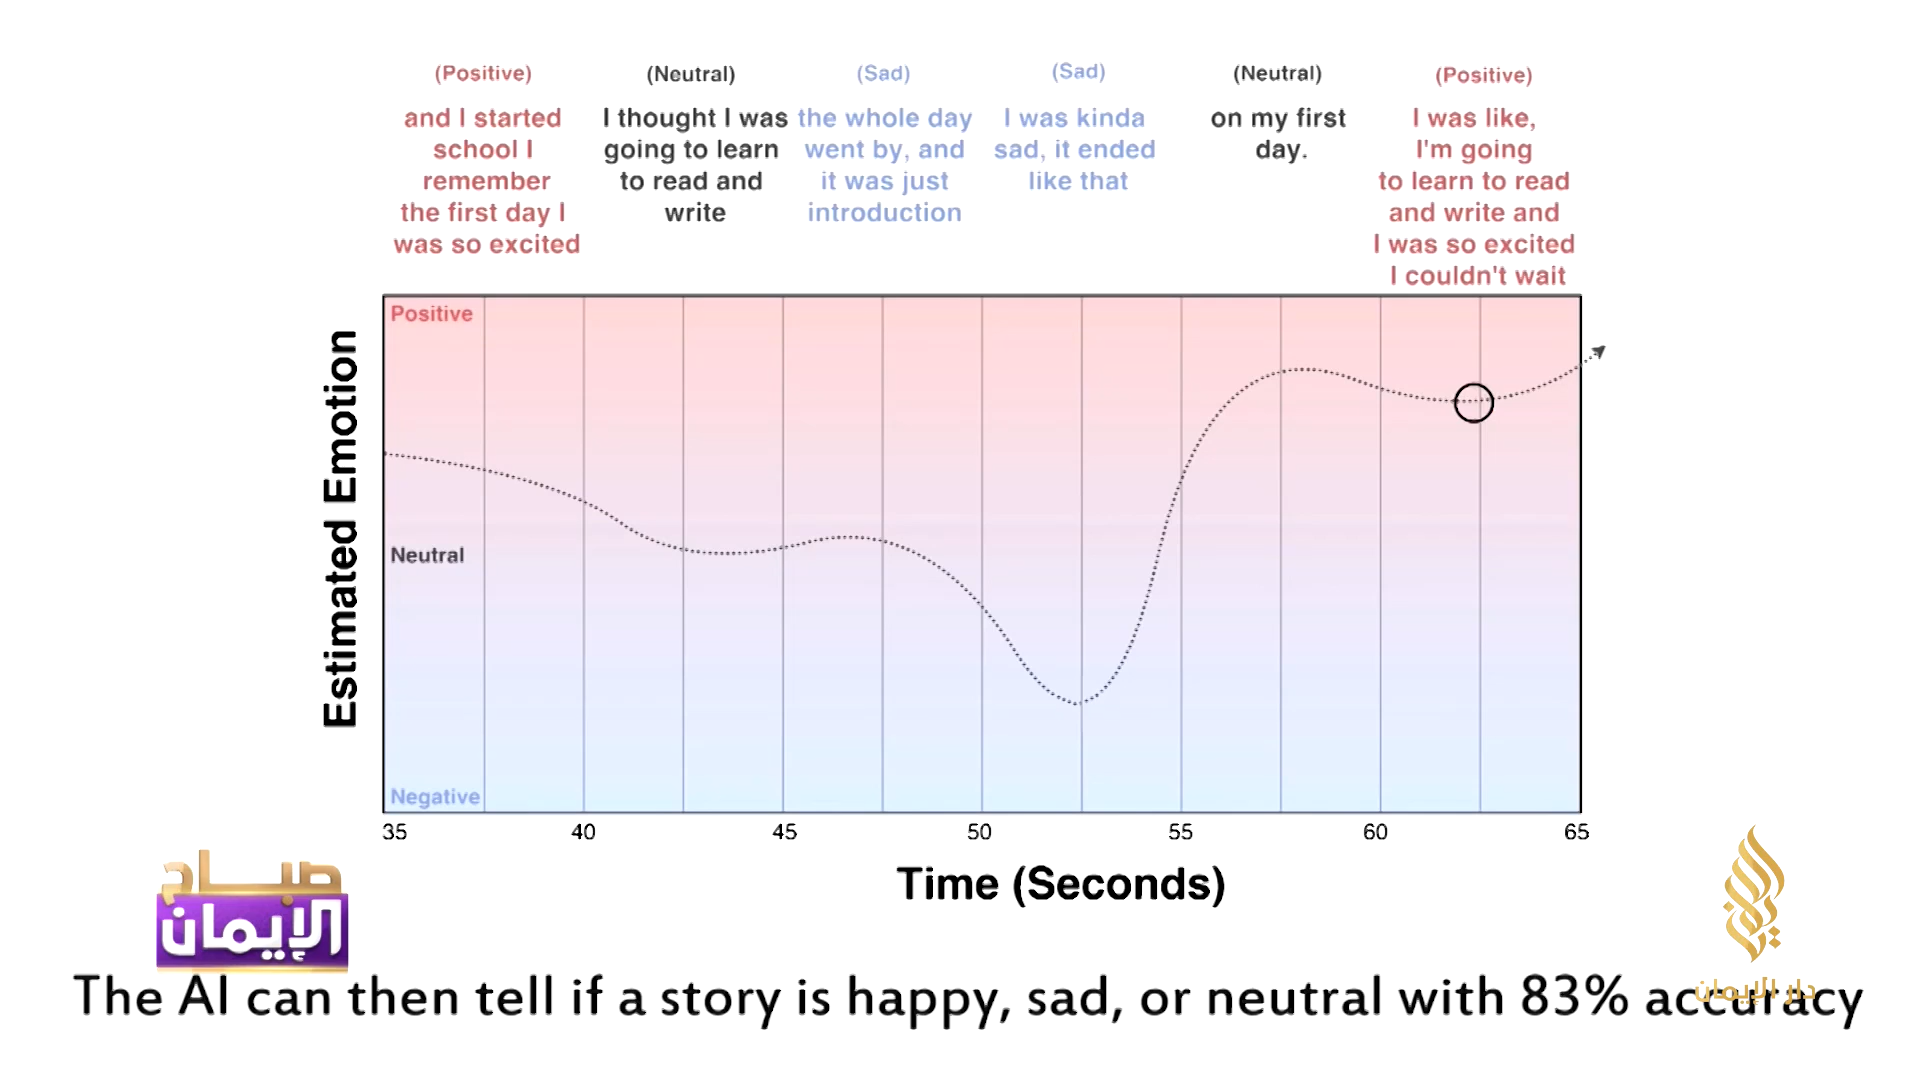 (Positive)
and I started
school I
remember
the first day I
was so excited
(Neutral)
I thought I was
going to learn
to read and
write
(Sad)
the whole day
went by, and
it was just
introduction
(Sad)
I was kinda
sad, it ended
like that
(Neutral)
on my first
day.
(Positive)
I was like,
I'm going
to learn to read
and write and
I was so excited
I couldn't wait
Estimated Emotion
Positive
Neutral
Negative
35 40 45 50 55 60 65
Time (Seconds)
صباح
الإيمان
دار الإيمان
The AI can then tell if a story is happy, sad, or neutral with 83% accuracy